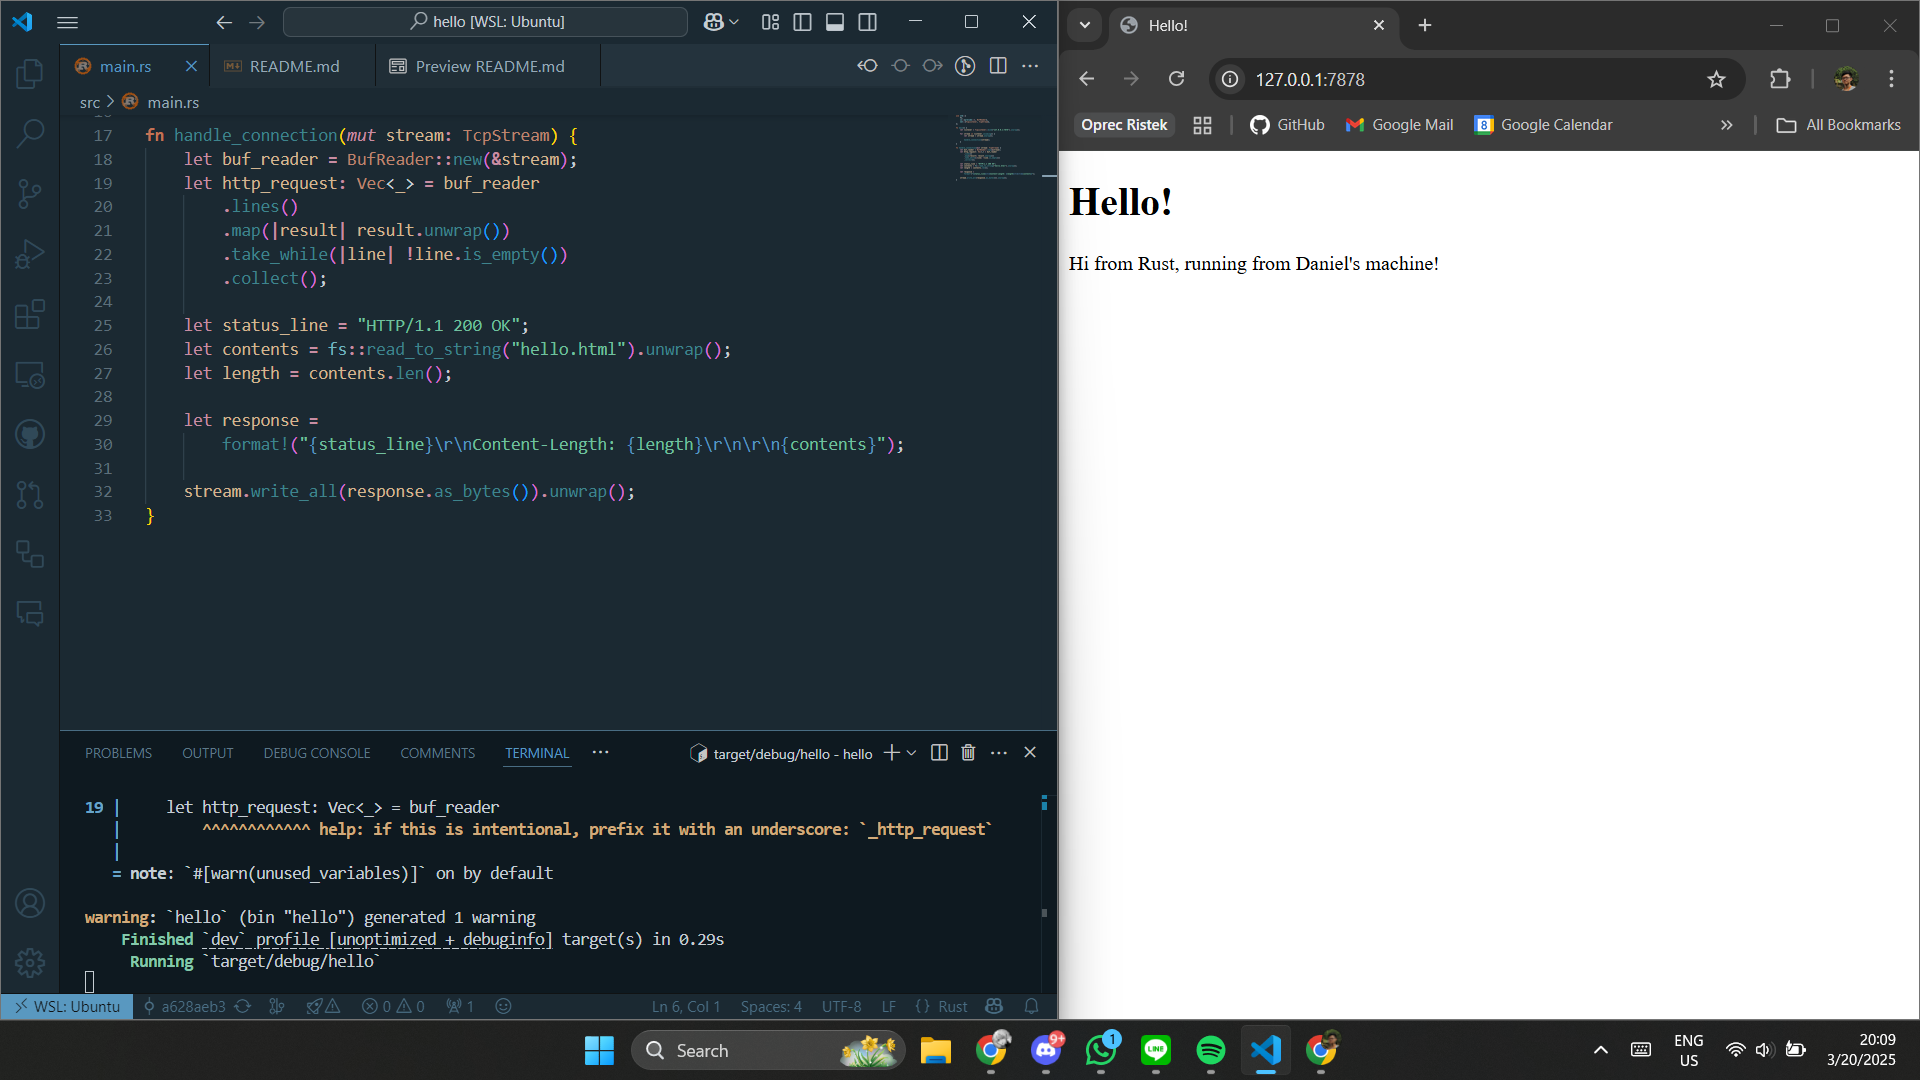 hello [WSL: Ubuntu]
main.rs
README.md
Preview README.md
src
main.rs
17 fn handle_connection(mut stream: TcpStream) {
18 let buf_reader = BufReader::new(&stream);
19 let http_request: Vec<_> = buf_reader
20 .lines()
21 .map(|result| result.unwrap())
22 .take_while(|line| !line.is_empty())
23 .collect();
24
25 let status_line = "HTTP/1.1 200 OK";
26 let contents = fs::read_to_string("hello.html").unwrap();
27 let length = contents.len();
28
29 let response =
30 format!("{status_line}\r\nContent-Length: {length}\r\n\r\n{contents}");
31
32 stream.write_all(response.as_bytes()).unwrap();
33 }
PROBLEMS OUTPUT DEBUG CONSOLE COMMENTS TERMINAL ··· target/debug/hello - hello
19 | let http_request: Vec<_> = buf_reader
| ^^^^^^^^^^^^ help: if this is intentional, prefix it with an underscore: `_http_request`
|
= note: `#[warn(unused_variables)]` on by default
warning: `hello` (bin "hello") generated 1 warning
Finished `dev` profile [unoptimized + debuginfo] target(s) in 0.29s
Running `target/debug/hello`
WSL: Ubuntu a628aeb3 0 0 1 Ln 6, Col 1 Spaces: 4 UTF-8 LF {} Rust
Hello!
127.0.0.1:7878
Oprec Ristek GitHub Google Mail 8 Google Calendar » All Bookmarks
Hello!
Hi from Rust, running from Daniel's machine!
Search
9+
1
LINE
ENG
US
20:09
3/20/2025